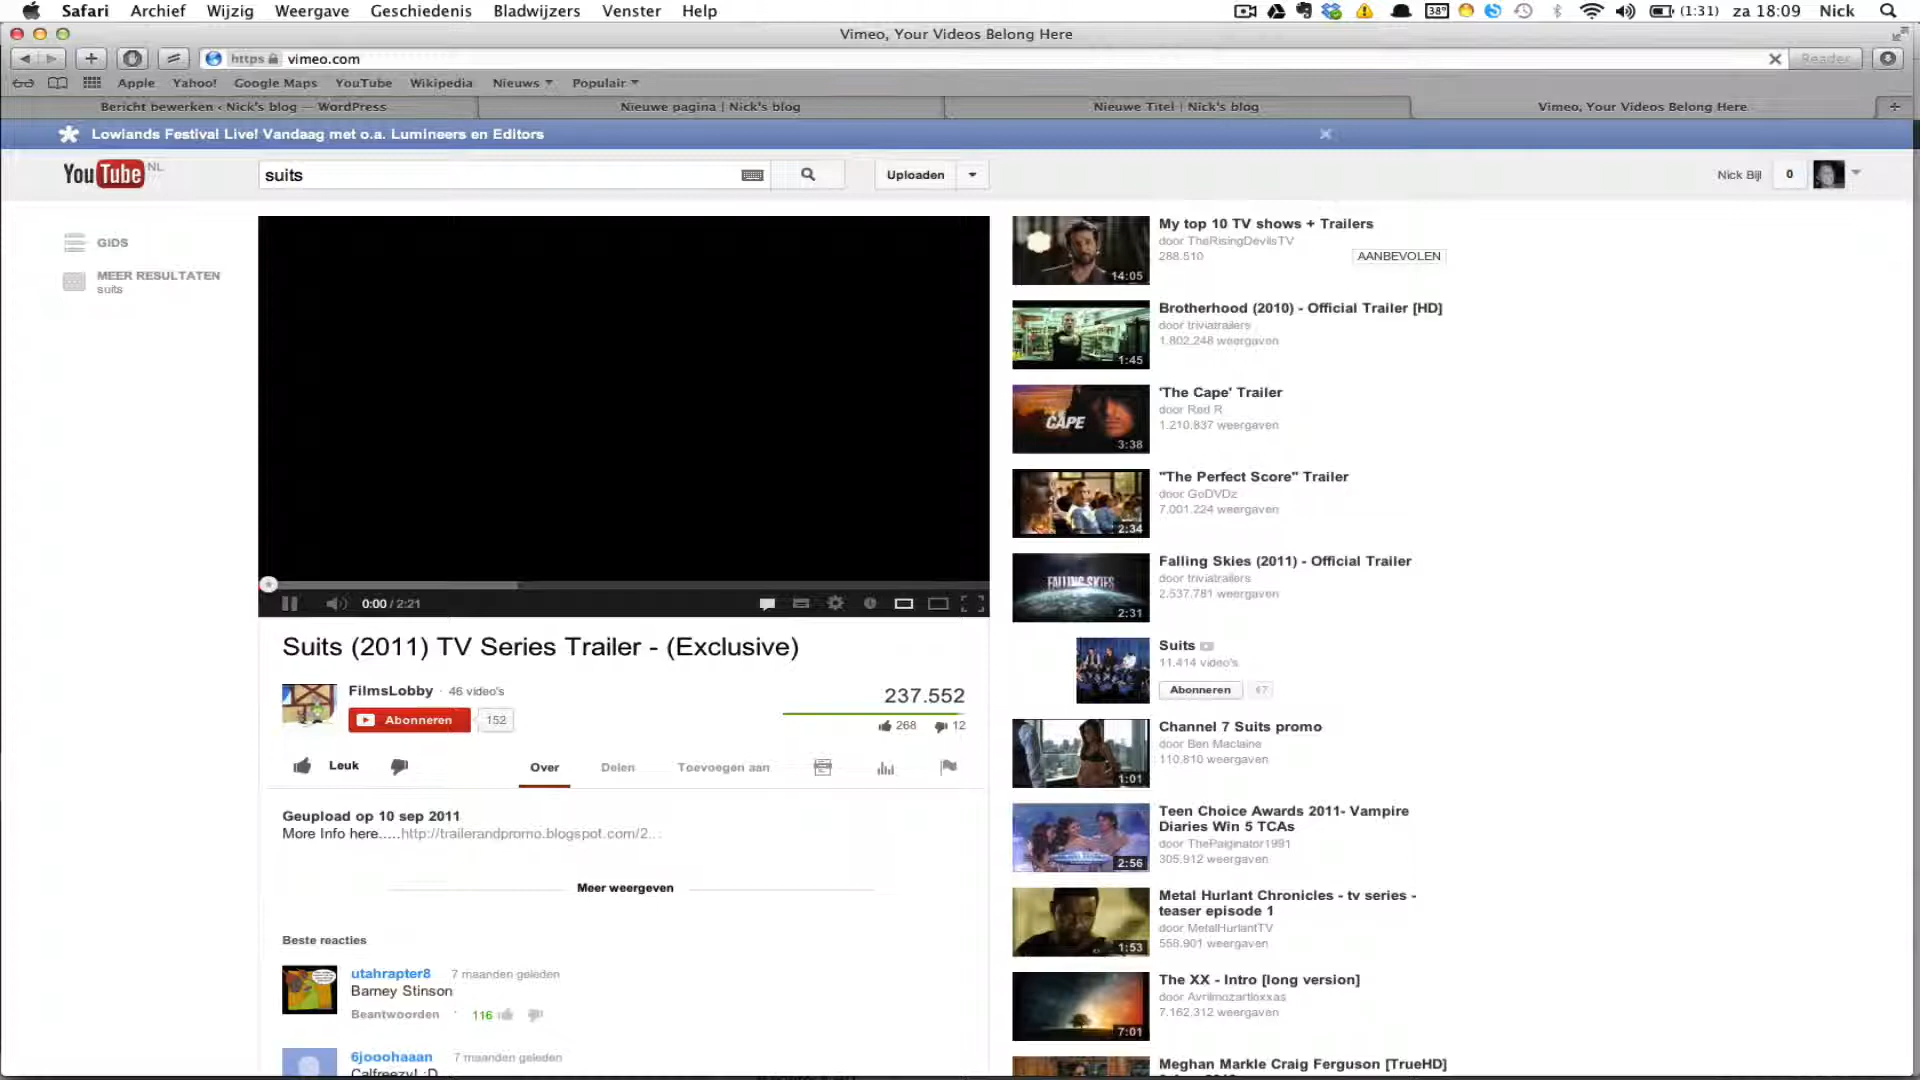 Safari Archief Wijzig Weergave Geschiedenis Bladwijzers Venster Help
38° (1:31) za 18:09 Nick
Vimeo, Your Videos Belong Here
https vimeo.com
Reader
Apple Yahoo! Google Maps YouTube Wikipedia Nieuws Populair
Bericht bewerken ‹ Nick's blog — WordPress
Nieuwe pagina | Nick's blog
Nieuwe Titel | Nick's blog
Vimeo, Your Videos Belong Here
Lowlands Festival Live! Vandaag met o.a. Lumineers en Editors
YouTube NL
suits
Uploaden
Nick Bijl
0
GIDS
MEER RESULTATEN
suits
0:00 / 2:21
Suits (2011) TV Series Trailer - (Exclusive)
FilmsLobby · 46 video's
Abonneren 152
237.552
268 12
Leuk
Over Delen Toevoegen aan
Geupload op 10 sep 2011
More Info here.....http://trailerandpromo.blogspot.com/2...
Meer weergeven
Beste reacties
utahrapter8 7 maanden geleden
Barney Stinson
Beantwoorden · 116
6jooohaaan 7 maanden geleden
Calfreezy! :D
14:05
My top 10 TV shows + Trailers
door TheRisingDevilsTV
288.510
AANBEVOLEN
1:45
Brotherhood (2010) - Official Trailer [HD]
door triviatrailers
1.802.248 weergaven
THE CAPE
3:38
'The Cape' Trailer
door Red R
1.210.837 weergaven
2:34
"The Perfect Score" Trailer
door GoDVDz
7.001.224 weergaven
FALLING SKIES
2:31
Falling Skies (2011) - Official Trailer
door triviatrailers
2.537.781 weergaven
Suits
11.414 video's
Abonneren 67
1:01
Channel 7 Suits promo
door Ben Maclaine
110.810 weergaven
2:56
Teen Choice Awards 2011- Vampire
Diaries Win 5 TCAs
door ThePaiginator1991
305.912 weergaven
1:53
Metal Hurlant Chronicles - tv series -
teaser episode 1
door MetalHurlantTV
558.901 weergaven
7:01
The XX - Intro [long version]
door Avrilmozartloxxas
7.162.312 weergaven
Meghan Markle Craig Ferguson [TrueHD]